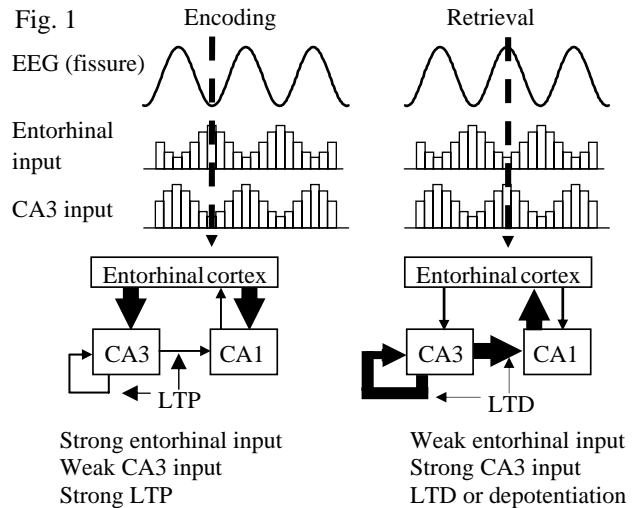 Fig. 1
Encoding
Retrieval
EEG (fissure)
Entorhinal
input
CA3 input
Entorhinal cortex
CA3
CA1
LTP
Entorhinal cortex
CA3
CA1
LTD
Strong entorhinal input
Weak CA3 input
Strong LTP
Weak entorhinal input
Strong CA3 input
LTD or depotentiation